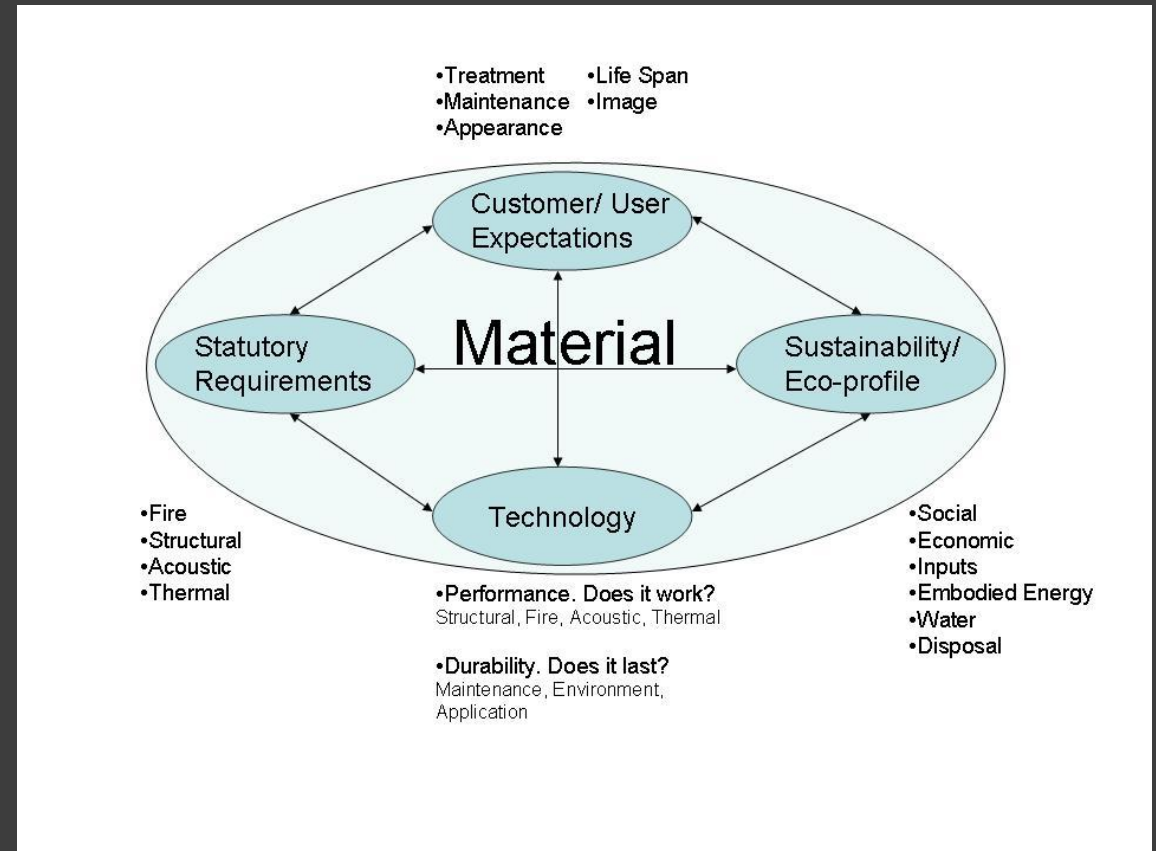 •Treatment
•Maintenance
•Appearance
•Life Span
•Image
Customer/ User
Expectations
Material
Statutory
Requirements
Sustainability/
Eco-profile
Technology
•Fire
•Structural
•Acoustic
•Thermal
•Performance. Does it work?
Structural, Fire, Acoustic, Thermal
•Durability. Does it last?
Maintenance, Environment,
Application
•Social
•Economic
•Inputs
•Embodied Energy
•Water
•Disposal